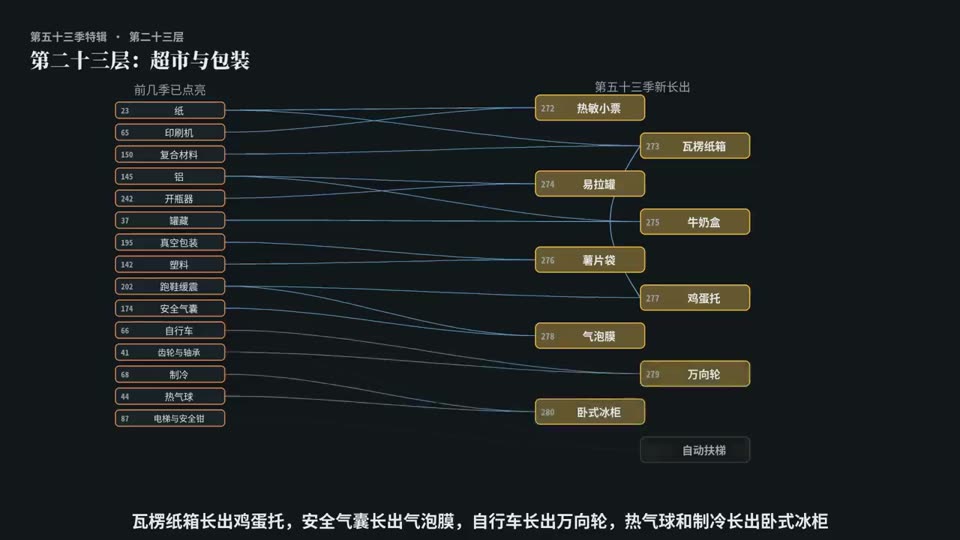 第五十三季特辑 · 第二十三层
第二十三层：超市与包装
前几季已点亮
第五十三季新长出
23 纸
65 印刷机
150 复合材料
145 铝
242 开瓶器
37 罐藏
195 真空包装
142 塑料
202 跑鞋缓震
174 安全气囊
66 自行车
41 齿轮与轴承
68 制冷
44 热气球
87 电梯与安全钳
272 热敏小票
273 瓦楞纸箱
274 易拉罐
275 牛奶盒
276 薯片袋
277 鸡蛋托
278 气泡膜
279 万向轮
280 卧式冰柜
自动扶梯
瓦楞纸箱长出鸡蛋托，安全气囊长出气泡膜，自行车长出万向轮，热气球和制冷长出卧式冰柜